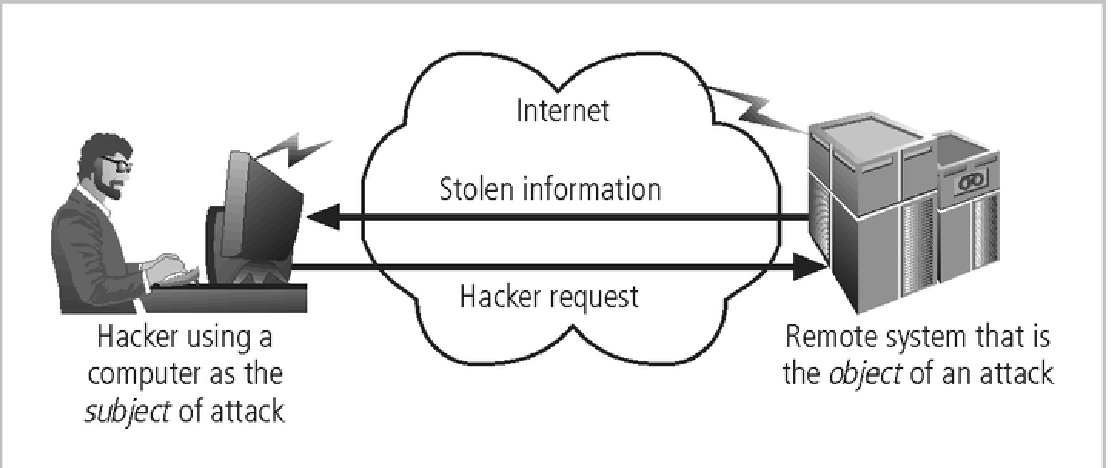 Internet
Stolen information
Hacker request
Hacker using a
computer as the
subject of attack
Remote system that is
the object of an attack